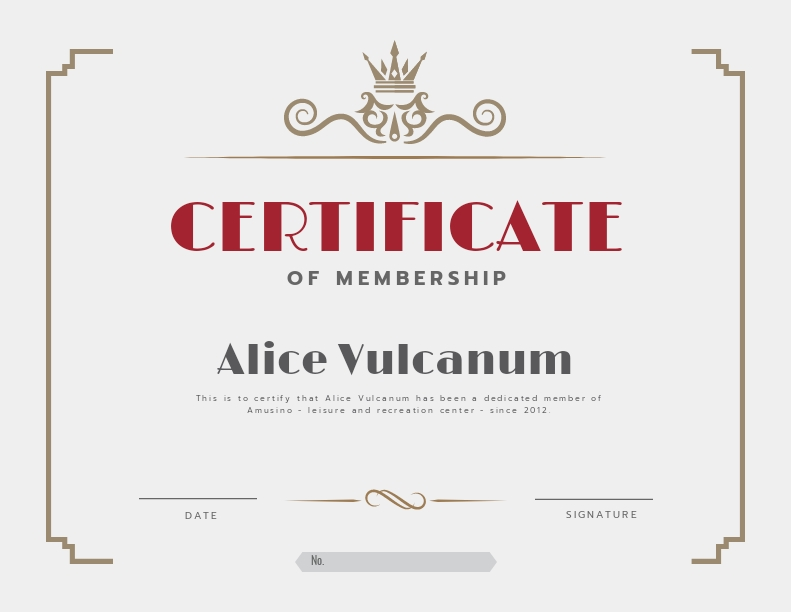 CERTIFICATE
OF MEMBERSHIP
Alice Vulcanum
This is to certify that Alice Vulcanum has been a dedicated member of
Amusino - leisure and recreation center - since 2012.
DATE
SIGNATURE
No.